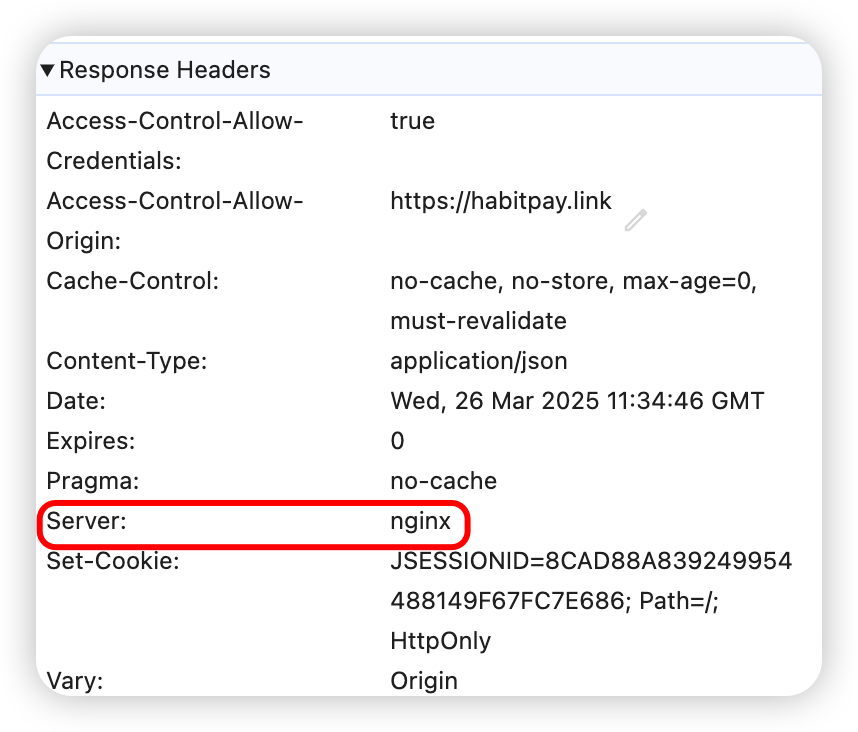 ▼ Response Headers
Access-Control-Allow- true
Credentials:
Access-Control-Allow- https://habitpay.link
Origin:
Cache-Control: no-cache, no-store, max-age=0,
must-revalidate
Content-Type: application/json
Date: Wed, 26 Mar 2025 11:34:46 GMT
Expires: 0
Pragma: no-cache
Server: nginx
Set-Cookie: JSESSIONID=8CAD88A839249954
488149F67FC7E686; Path=/;
HttpOnly
Vary: Origin